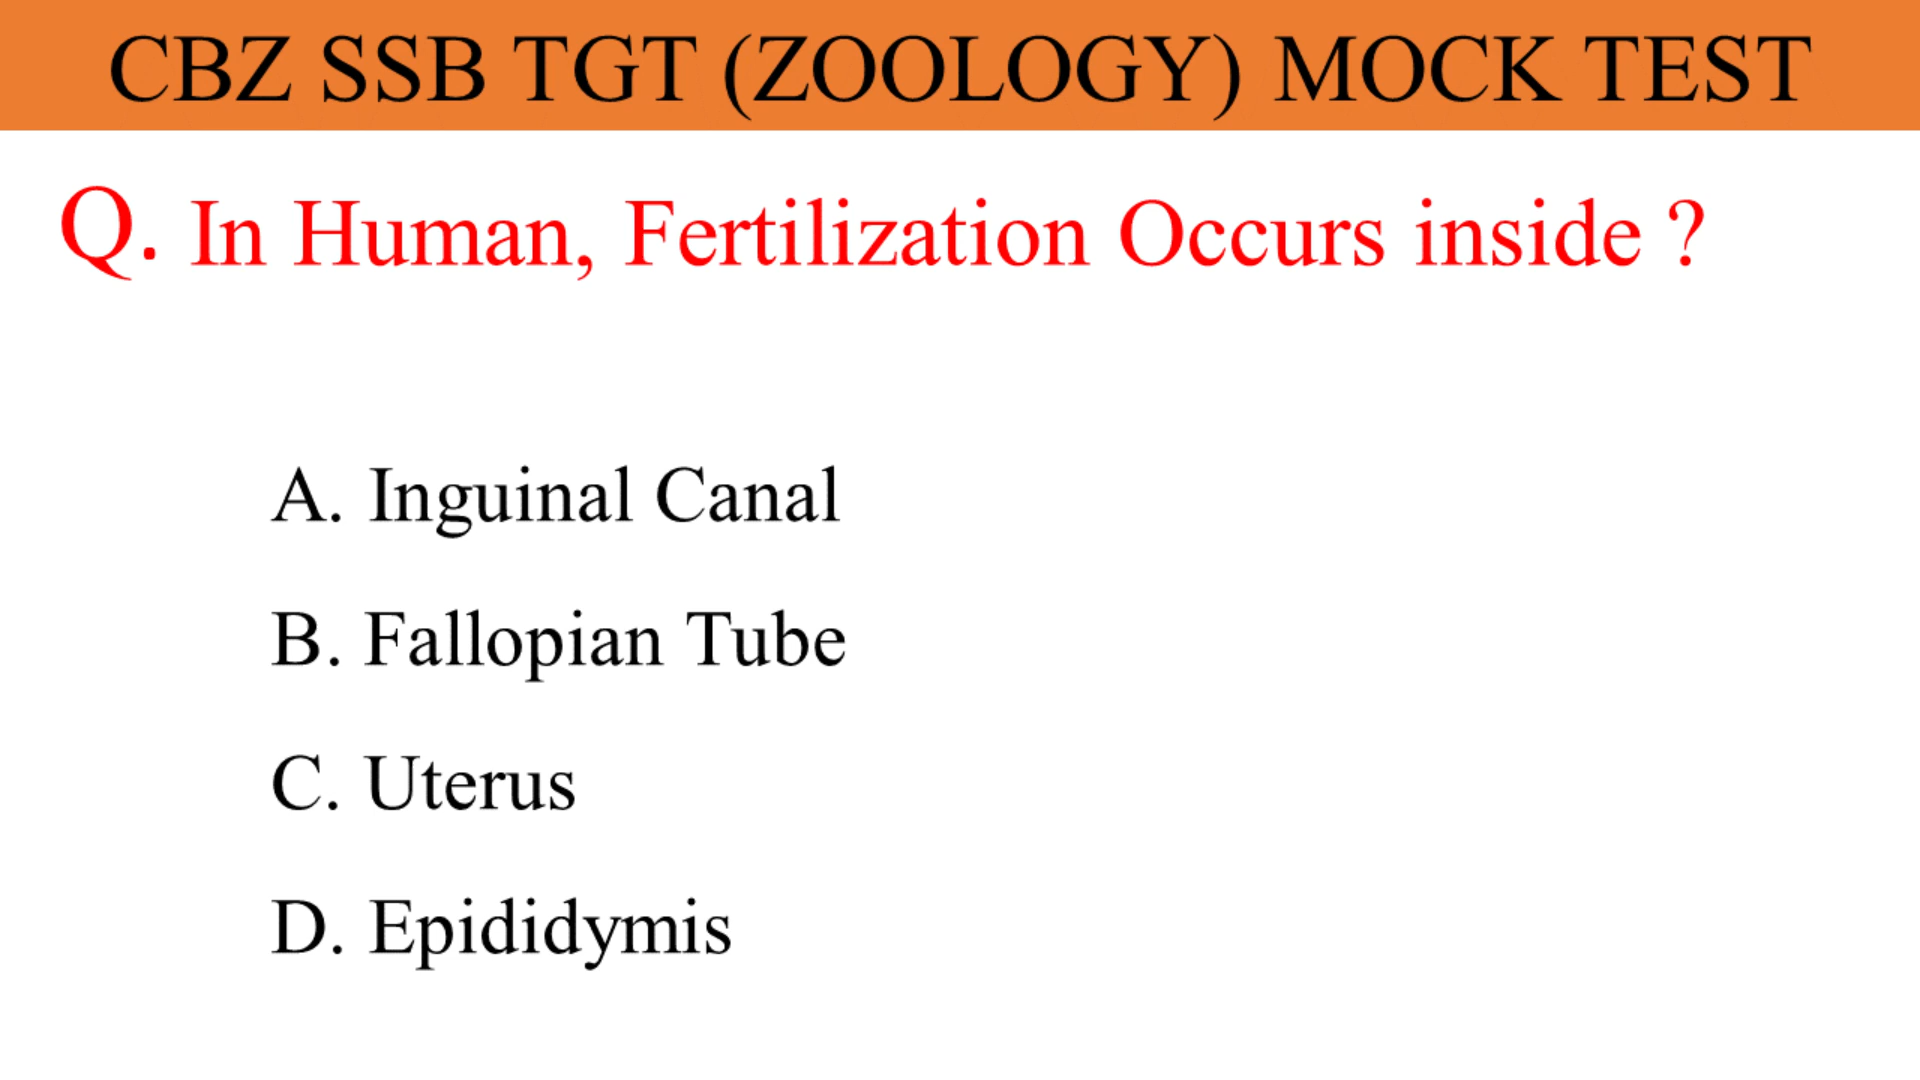 CBZ SSB TGT (ZOOLOGY) MOCK TEST
Q. In Human, Fertilization Occurs inside ?
A. Inguinal Canal
B. Fallopian Tube
C. Uterus
D. Epididymis